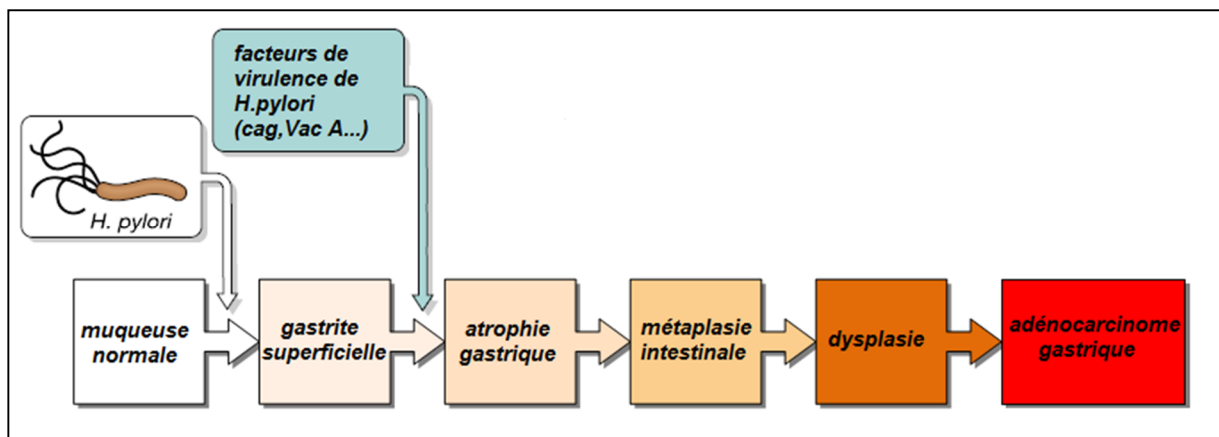 facteurs de
virulence de
H.pylori
(cag,Vac A...)
H. pylori
muqueuse
normale
gastrite
superficielle
atrophie
gastrique
métaplasie
intestinale
dysplasie
adénocarcinome
gastrique